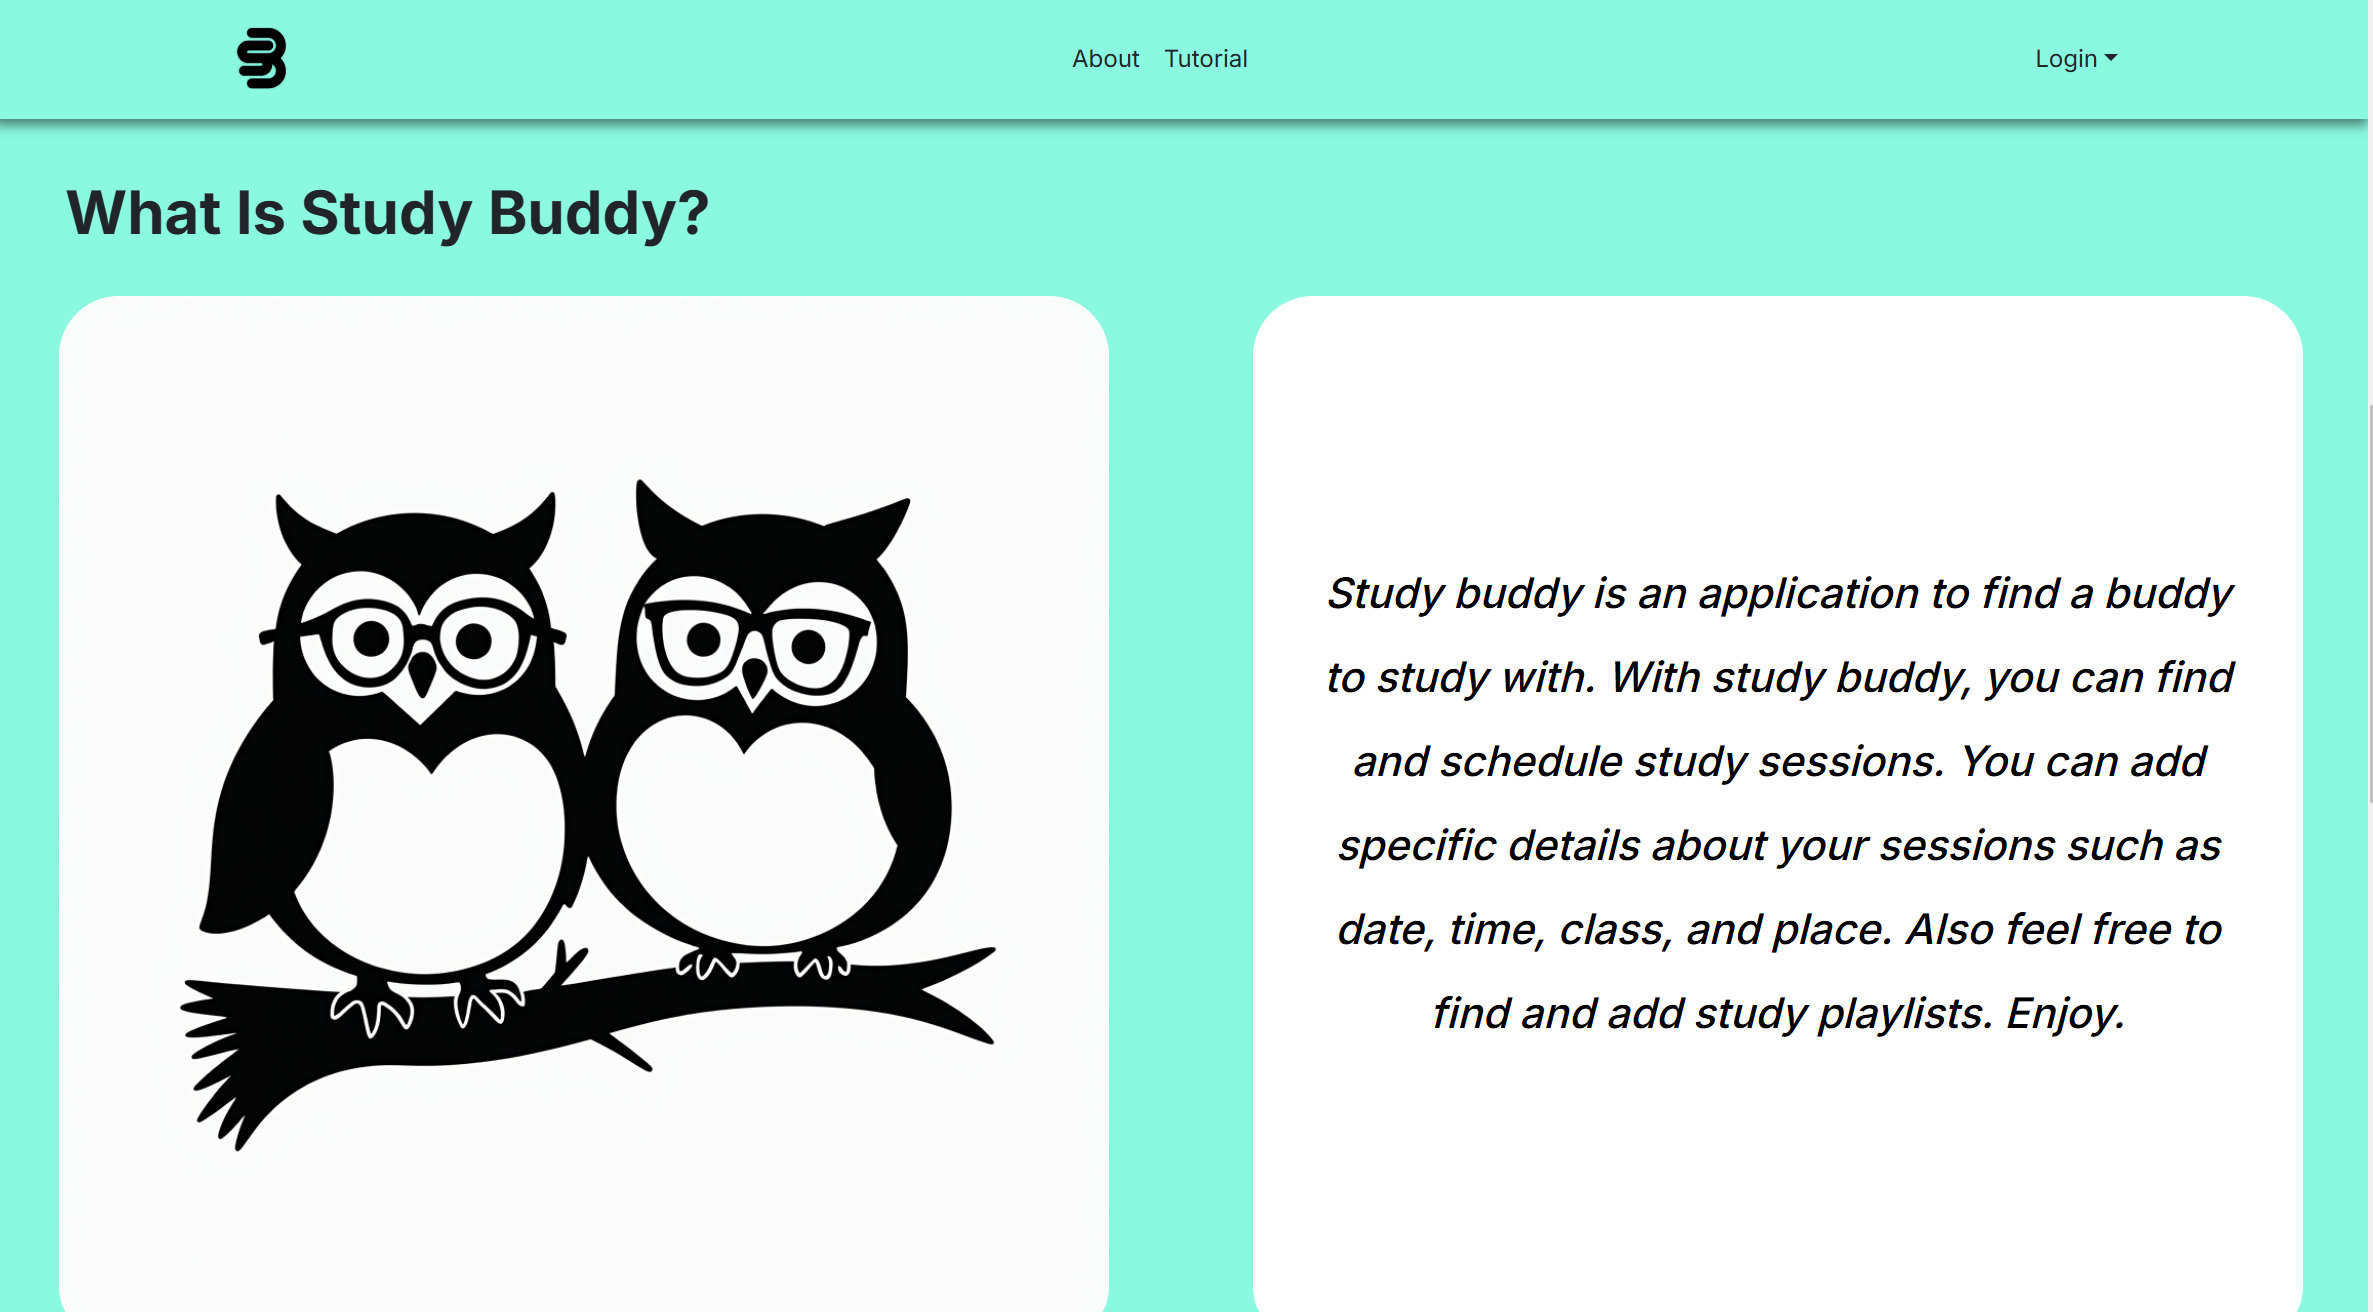 About Tutorial Login
What Is Study Buddy?
Study buddy is an application to find a buddy
to study with. With study buddy, you can find
and schedule study sessions. You can add
specific details about your sessions such as
date, time, class, and place. Also feel free to
find and add study playlists. Enjoy.